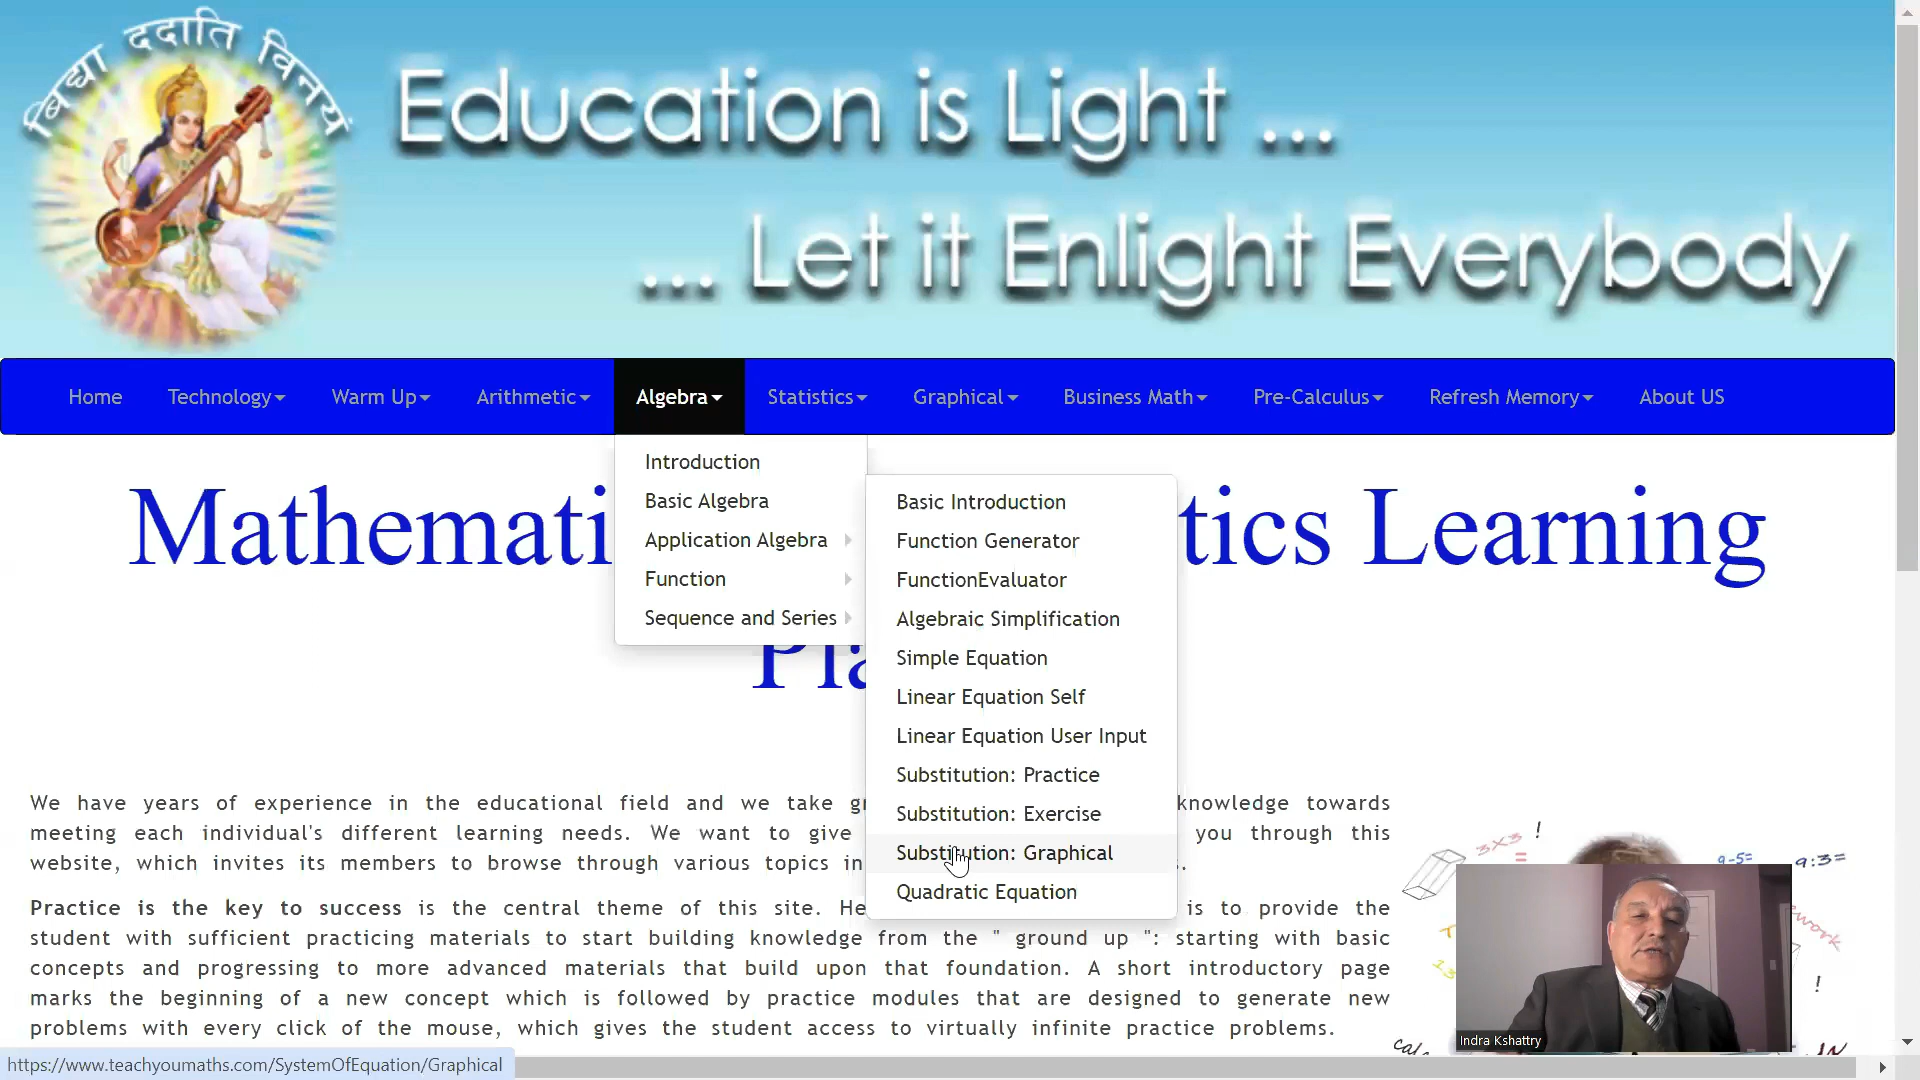 विद्या ददाति विनयं
Education is Light ...
... Let it Enlight Everybody
Home Technology Warm Up Arithmetic Algebra Statistics Graphical Business Math Pre-Calculus Refresh Memory About US
Introduction
Basic Algebra
Application Algebra
Function
Sequence and Series
Basic Introduction
Function Generator
FunctionEvaluator
Algebraic Simplification
Simple Equation
Linear Equation Self
Linear Equation User Input
Substitution: Practice
Substitution: Exercise
Substitution: Graphical
Quadratic Equation
Mathemati tics Learning
Pla
We have years of experience in the educational field and we take g knowledge towards
meeting each individual's different learning needs. We want to give you through this
website, which invites its members to browse through various topics in .
Practice is the key to success is the central theme of this site. He is to provide the
student with sufficient practicing materials to start building knowledge from the " ground up ": starting with basic
concepts and progressing to more advanced materials that build upon that foundation. A short introductory page
marks the beginning of a new concept which is followed by practice modules that are designed to generate new
problems with every click of the mouse, which gives the student access to virtually infinite practice problems.
3X3 = !
9-5= 9:3=
work
!
calc
Indra Kshattry
https://www.teachyoumaths.com/SystemOfEquation/Graphical